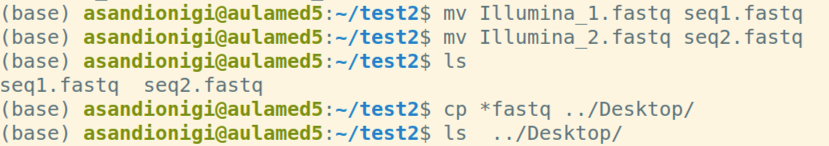 (base) asandionigi@aulamed5:~/test2$ mv Illumina_1.fastq seq1.fastq
(base) asandionigi@aulamed5:~/test2$ mv Illumina_2.fastq seq2.fastq
(base) asandionigi@aulamed5:~/test2$ ls
seq1.fastq  seq2.fastq
(base) asandionigi@aulamed5:~/test2$ cp *fastq ../Desktop/
(base) asandionigi@aulamed5:~/test2$ ls  ../Desktop/